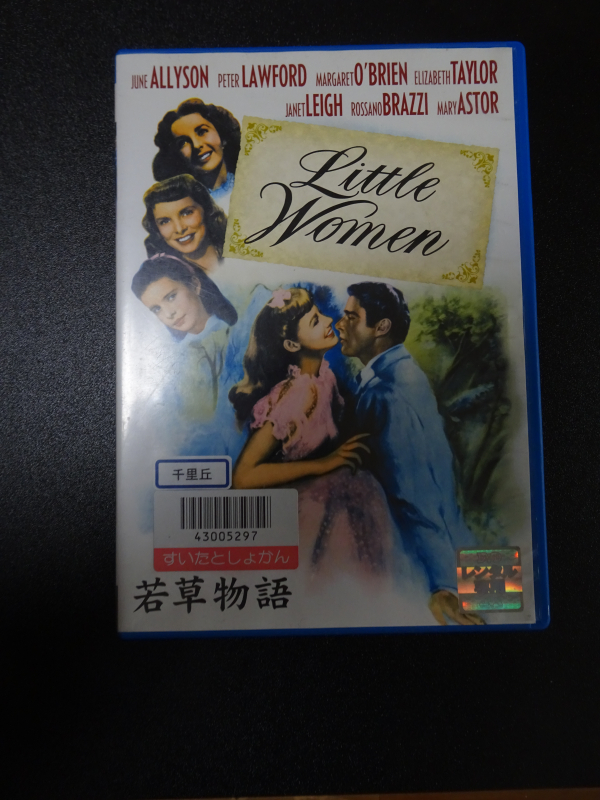 JUNE ALLYSON PETER LAWFORD MARGARET O'BRIEN ELIZABETH TAYLOR
JANET LEIGH ROSSANO BRAZZI MARY ASTOR
Little
Women
千里丘
43005297
すいたとしょかん
若草物語